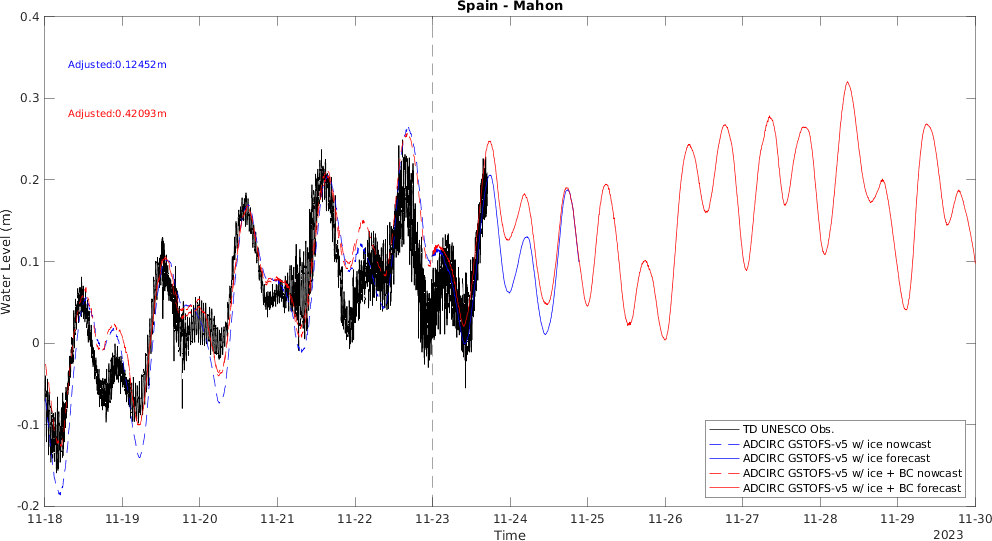 Spain - Mahon
0.4
0.3
0.2
0.1
0
-0.1
-0.2
Water Level (m)
Adjusted:0.12452m
Adjusted:0.42093m
TD UNESCO Obs.
ADCIRC GSTOFS-v5 w/ ice nowcast
ADCIRC GSTOFS-v5 w/ ice forecast
ADCIRC GSTOFS-v5 w/ ice + BC nowcast
ADCIRC GSTOFS-v5 w/ ice + BC forecast
11-18 11-19 11-20 11-21 11-22 11-23 11-24 11-25 11-26 11-27 11-28 11-29 11-30
Time
2023